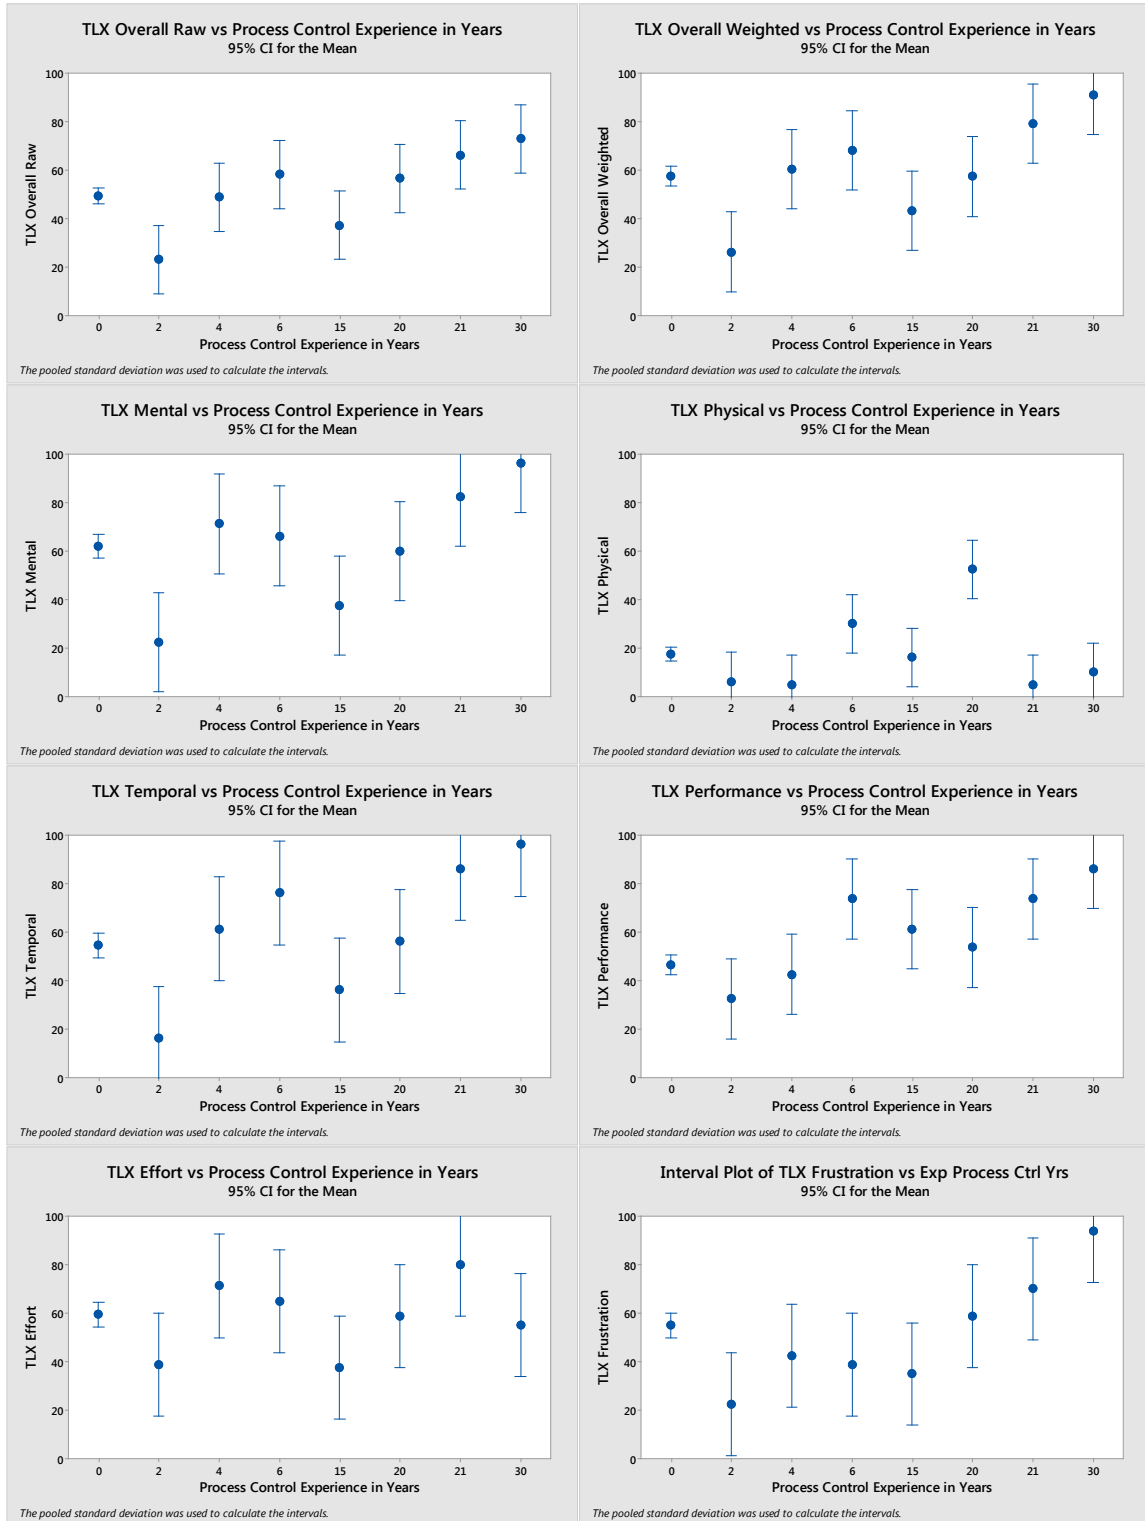 TLX Overall Raw vs Process Control Experience in Years
95% CI for the Mean
100
80
60
40
20
0
TLX Overall Raw
0 2 4 6 15 20 21 30
Process Control Experience in Years
The pooled standard deviation was used to calculate the intervals.
TLX Overall Weighted vs Process Control Experience in Years
95% CI for the Mean
100
80
60
40
20
0
TLX Overall Weighted
0 2 4 6 15 20 21 30
Process Control Experience in Years
The pooled standard deviation was used to calculate the intervals.
TLX Mental vs Process Control Experience in Years
95% CI for the Mean
100
80
60
40
20
0
TLX Mental
0 2 4 6 15 20 21 30
Process Control Experience in Years
The pooled standard deviation was used to calculate the intervals.
TLX Physical vs Process Control Experience in Years
95% CI for the Mean
100
80
60
40
20
0
TLX Physical
0 2 4 6 15 20 21 30
Process Control Experience in Years
The pooled standard deviation was used to calculate the intervals.
TLX Temporal vs Process Control Experience in Years
95% CI for the Mean
100
80
60
40
20
0
TLX Temporal
0 2 4 6 15 20 21 30
Process Control Experience in Years
The pooled standard deviation was used to calculate the intervals.
TLX Performance vs Process Control Experience in Years
95% CI for the Mean
100
80
60
40
20
0
TLX Performance
0 2 4 6 15 20 21 30
Process Control Experience in Years
The pooled standard deviation was used to calculate the intervals.
TLX Effort vs Process Control Experience in Years
95% CI for the Mean
100
80
60
40
20
0
TLX Effort
0 2 4 6 15 20 21 30
Process Control Experience in Years
The pooled standard deviation was used to calculate the intervals.
Interval Plot of TLX Frustration vs Exp Process Ctrl Yrs
95% CI for the Mean
100
80
60
40
20
0
TLX Frustration
0 2 4 6 15 20 21 30
Process Control Experience in Years
The pooled standard deviation was used to calculate the intervals.